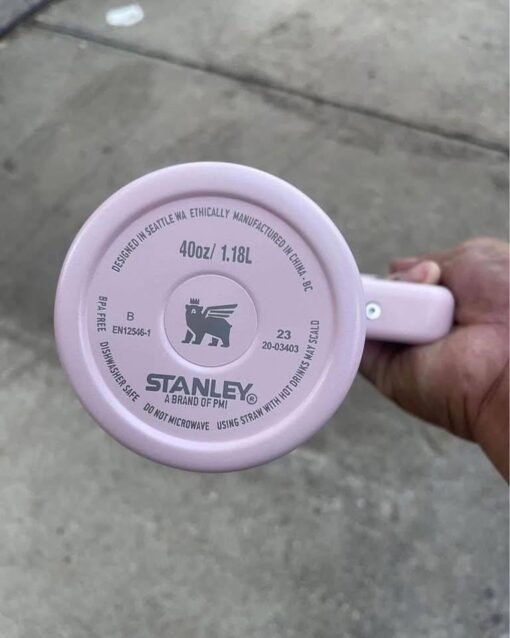 DESIGNED IN SEATTLE WA ETHICALLY MANUFACTURED IN CHINA - BC
40oz/ 1.18L
B
EN12546-1
23
20-03403
STANLEY®
A BRAND OF PMI
BPA FREE DISHWASHER SAFE DO NOT MICROWAVE USING STRAW WITH HOT DRINKS MAY SCALD